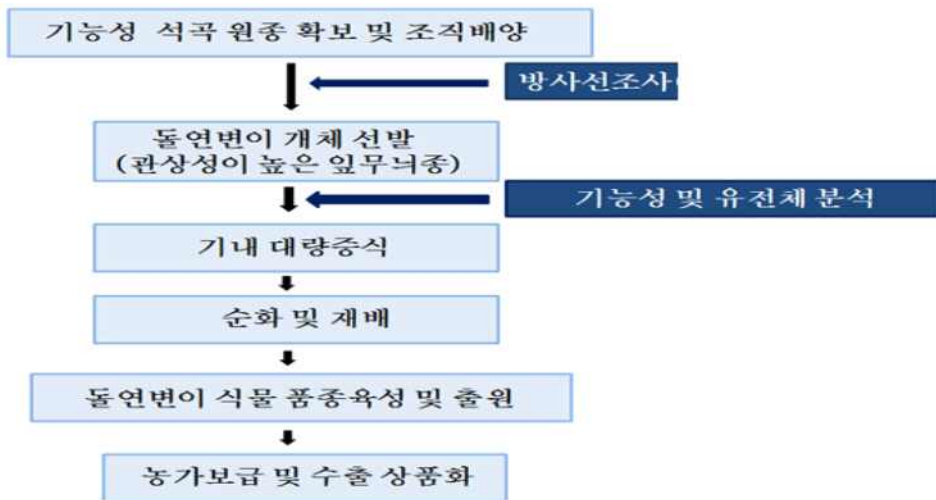 기능성 석곡 원종 확보 및 조직배양
방사선조사(
돌연변이 개체 선발
(관상성이 높은 잎무늬종)
기능성 및 유전체 분석
기내 대량증식
순화 및 재배
돌연변이 식물 품종육성 및 출원
농가보급 및 수출 상품화